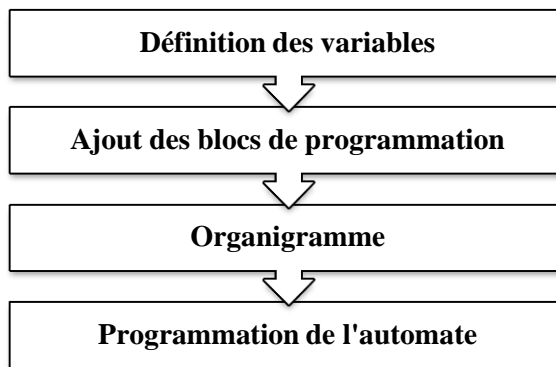 Définition des variables
Ajout des blocs de programmation
Organigramme
Programmation de l'automate